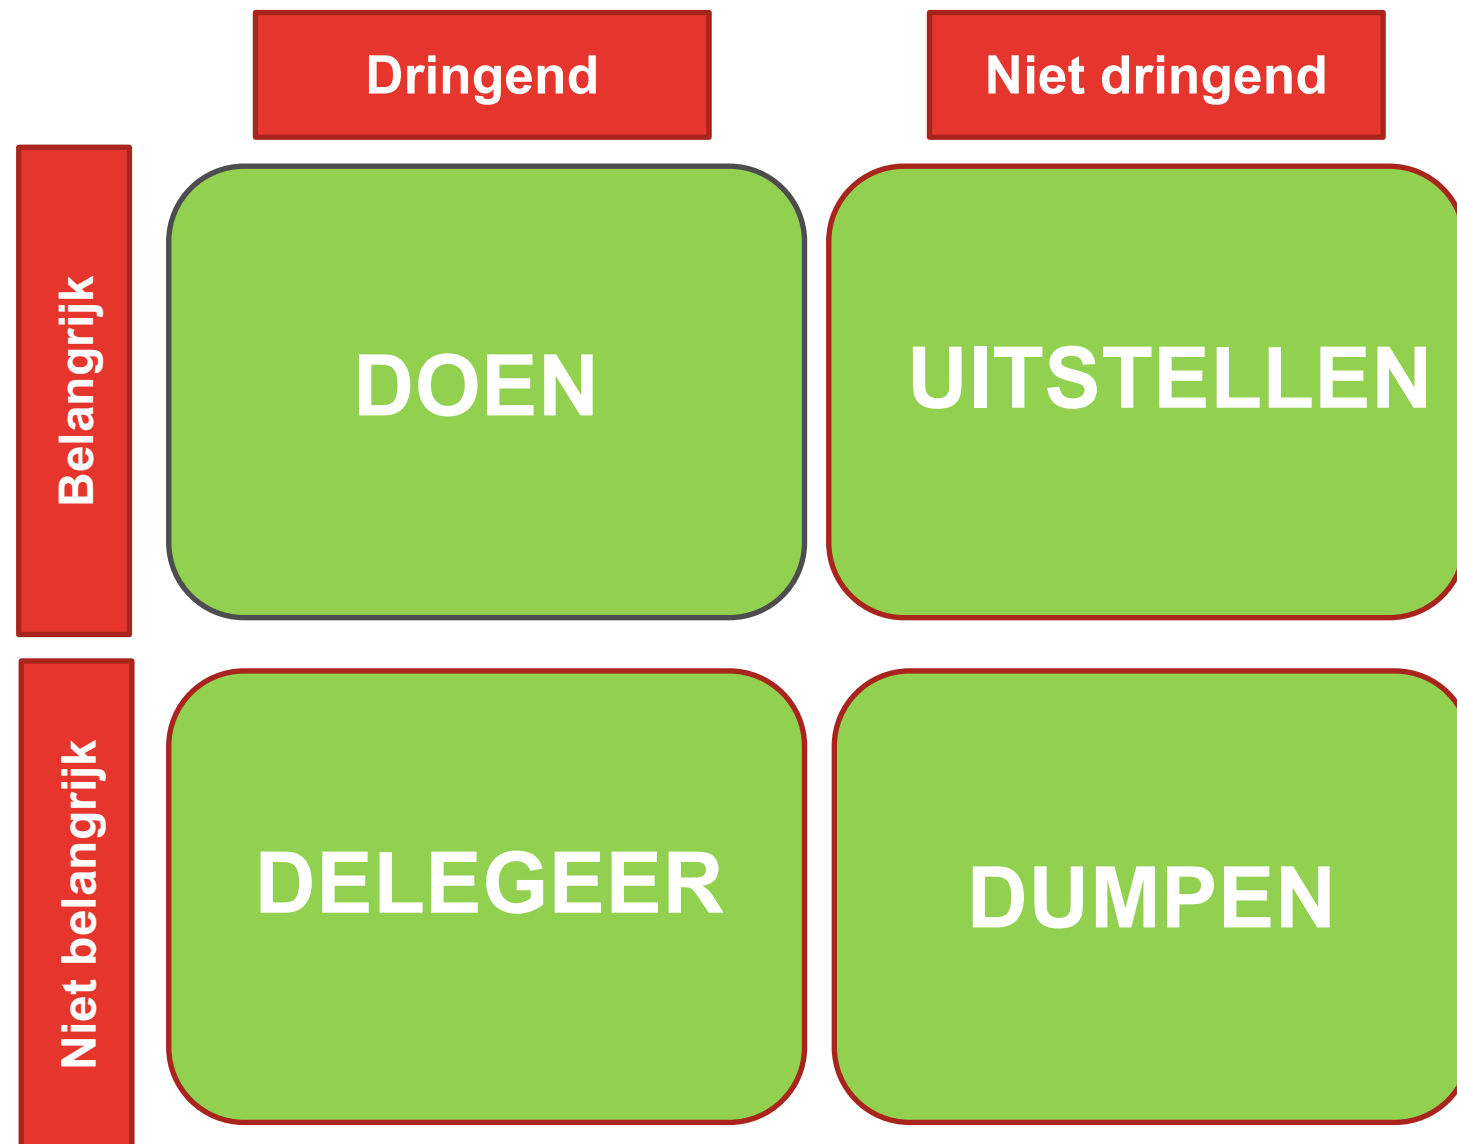 Dringend
Niet dringend
Belangrijk
DOEN
UITSTELLEN
Niet belangrijk
DELEGEER
DUMPEN